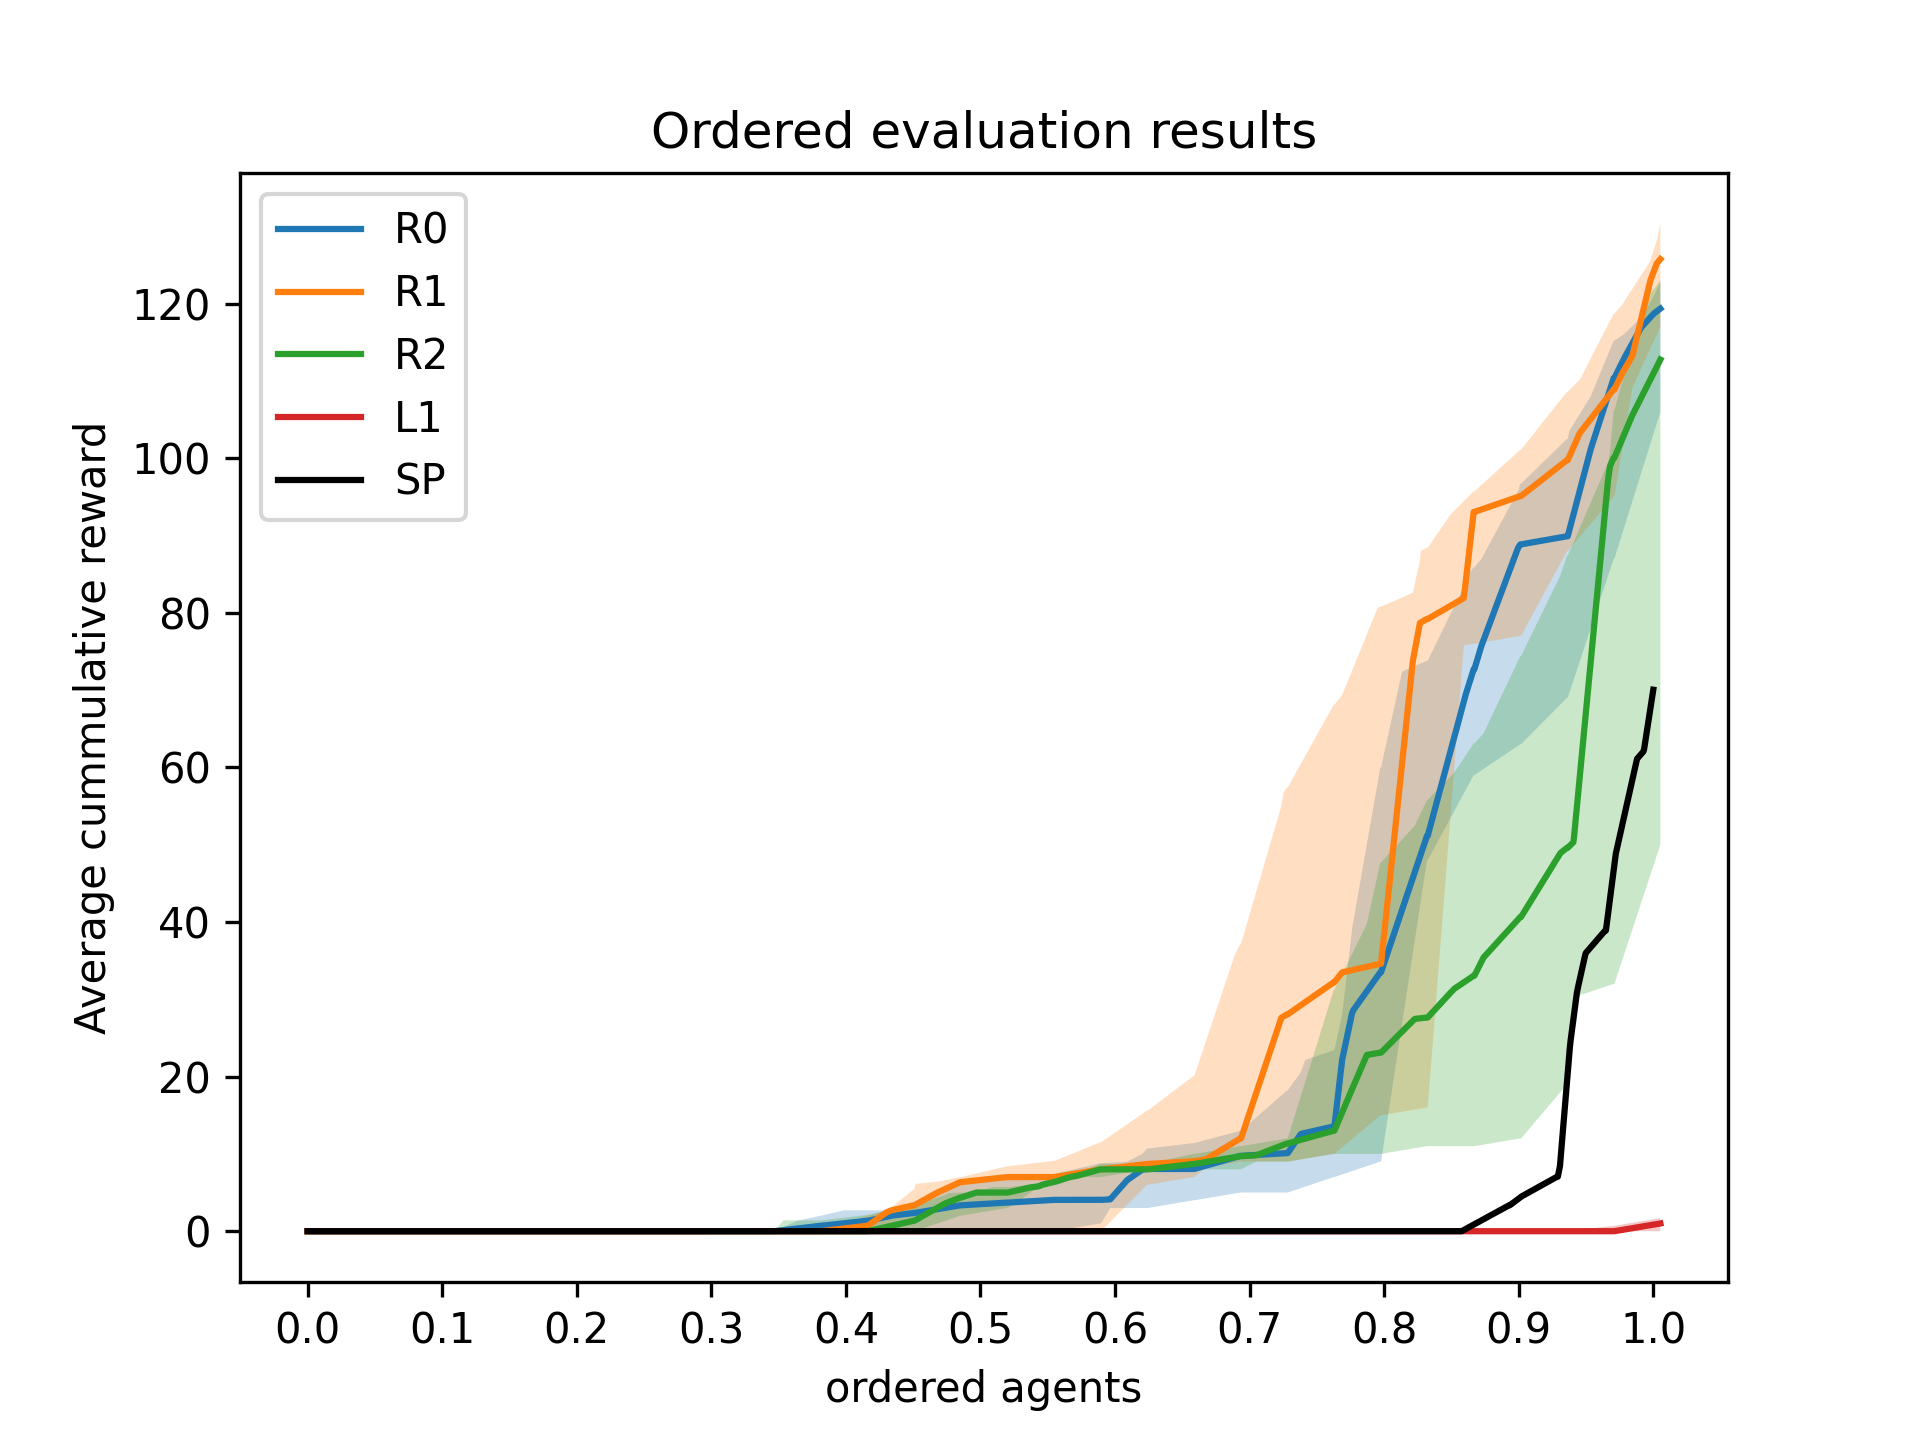 Ordered evaluation results
R0
R1
R2
L1
SP
Average cummulative reward
120
100
80
60
40
20
0
0.0 0.1 0.2 0.3 0.4 0.5 0.6 0.7 0.8 0.9 1.0
ordered agents